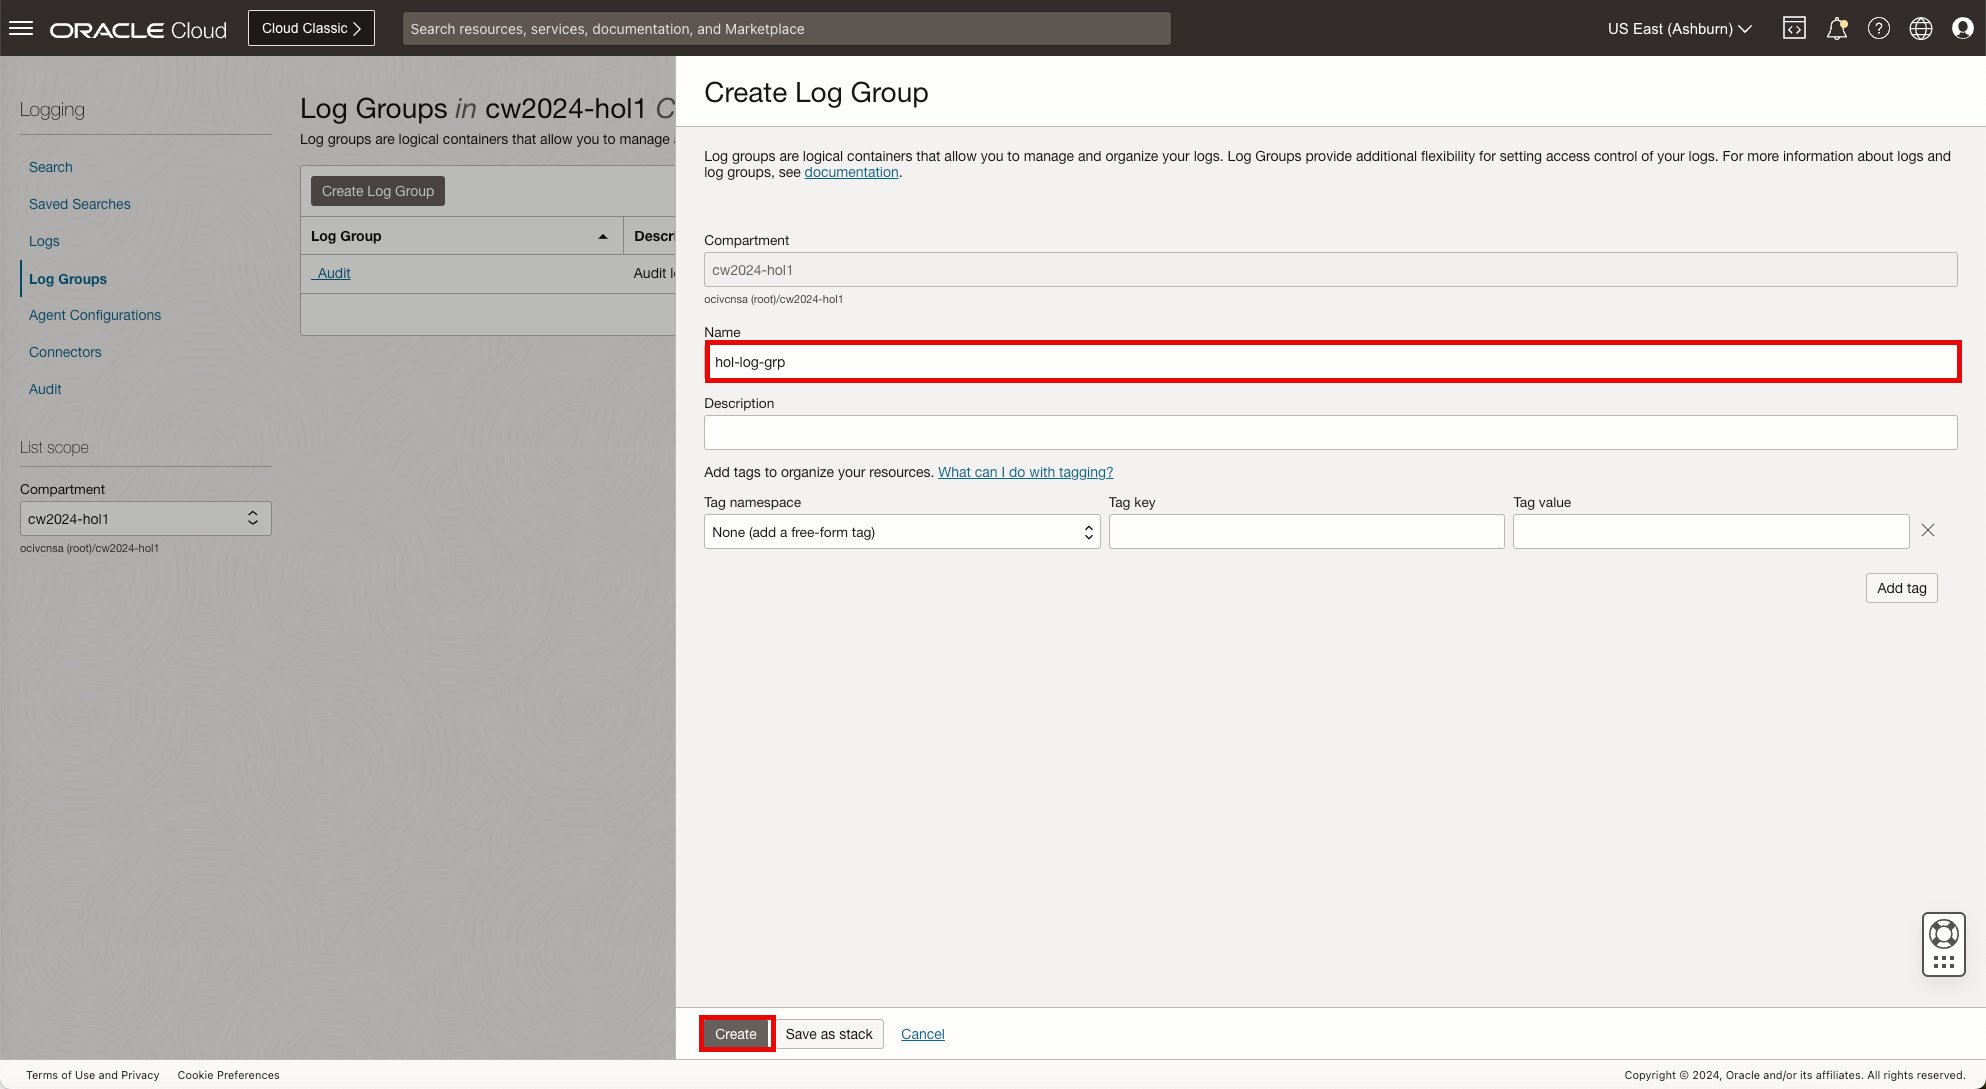 ORACLE Cloud
Cloud Classic
Search resources, services, documentation, and Marketplace
US East (Ashburn)
Logging
Search
Saved Searches
Logs
Log Groups
Agent Configurations
Connectors
Audit
List scope
Compartment
cw2024-hol1
ocivcnsa (root)/cw2024-hol1
Log Groups in cw2024-hol1 C
Log groups are logical containers that allow you to manage
Create Log Group
Log Group Descri
_Audit Audit l
Create Log Group
Log groups are logical containers that allow you to manage and organize your logs. Log Groups provide additional flexibility for setting access control of your logs. For more information about logs and
log groups, see documentation.
Compartment
cw2024-hol1
ocivcnsa (root)/cw2024-hol1
Name
hol-log-grp
Description
Add tags to organize your resources. What can I do with tagging?
Tag namespace Tag key Tag value
None (add a free-form tag)
Add tag
Create Save as stack Cancel
Terms of Use and Privacy Cookie Preferences
Copyright © 2024, Oracle and/or its affiliates. All rights reserved.